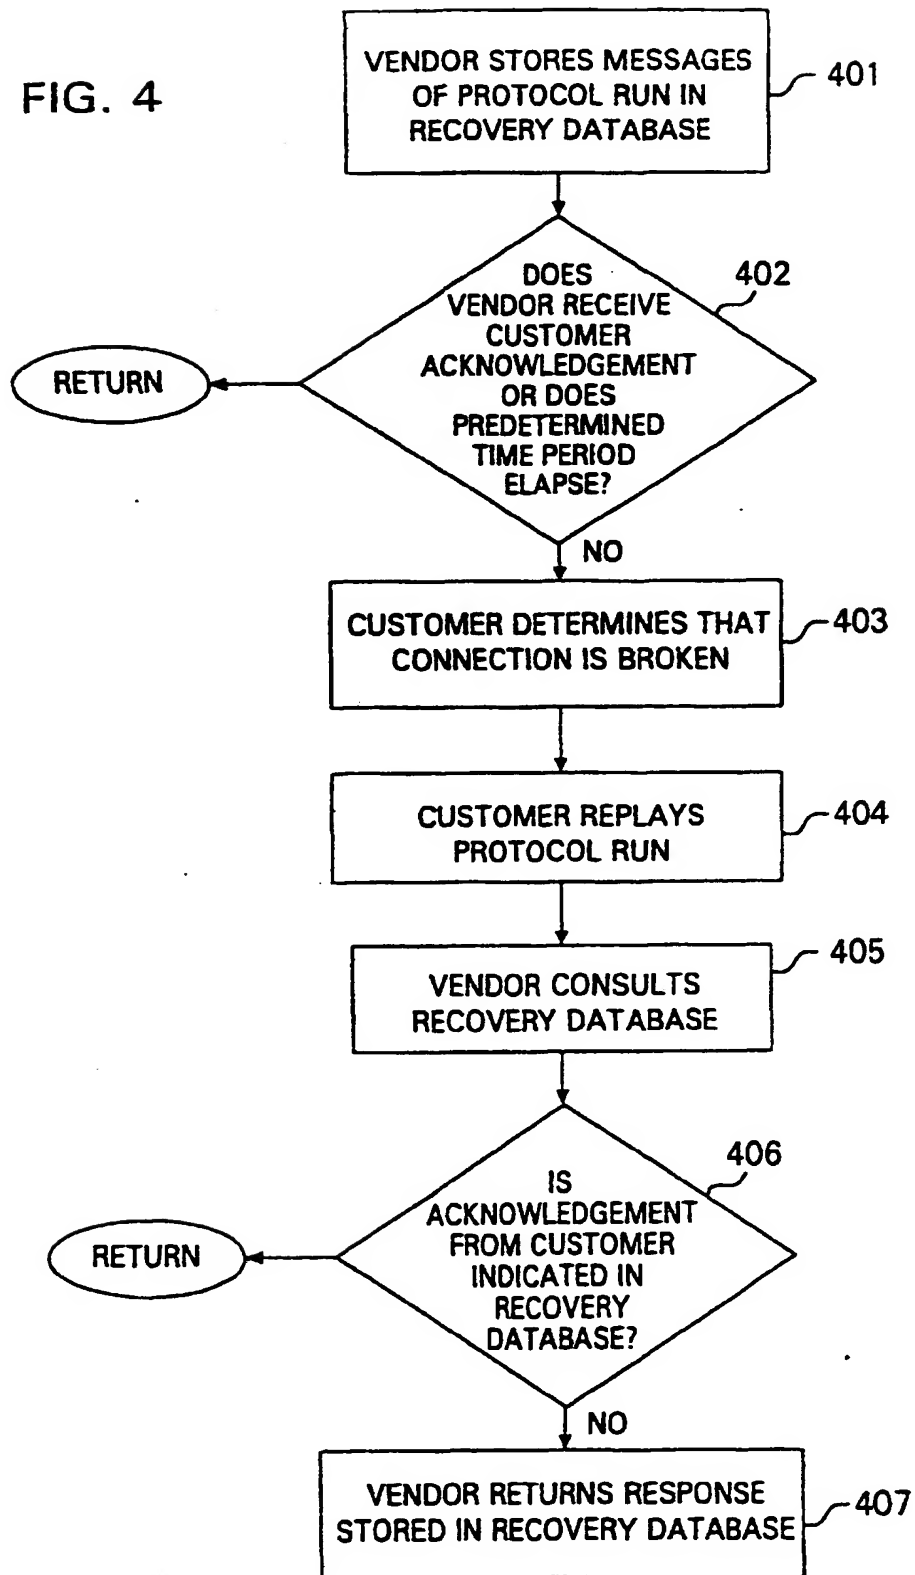 FIG. 4
VENDOR STORES MESSAGES
OF PROTOCOL RUN IN
RECOVERY DATABASE
401
DOES
VENDOR RECEIVE
CUSTOMER
ACKNOWLEDGEMENT
OR DOES
PREDETERMINED
TIME PERIOD
ELAPSE?
402
RETURN
NO
CUSTOMER DETERMINES THAT
CONNECTION IS BROKEN
403
CUSTOMER REPLAYS
PROTOCOL RUN
404
VENDOR CONSULTS
RECOVERY DATABASE
405
IS
ACKNOWLEDGEMENT
FROM CUSTOMER
INDICATED IN
RECOVERY
DATABASE?
406
RETURN
NO
VENDOR RETURNS RESPONSE
STORED IN RECOVERY DATABASE
407